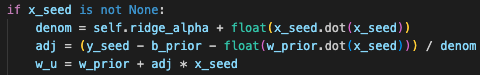 if x_seed is not None:
    denom = self.ridge_alpha + float(x_seed.dot(x_seed))
    adj = (y_seed - b_prior - float(w_prior.dot(x_seed))) / denom
    w_u = w_prior + adj * x_seed